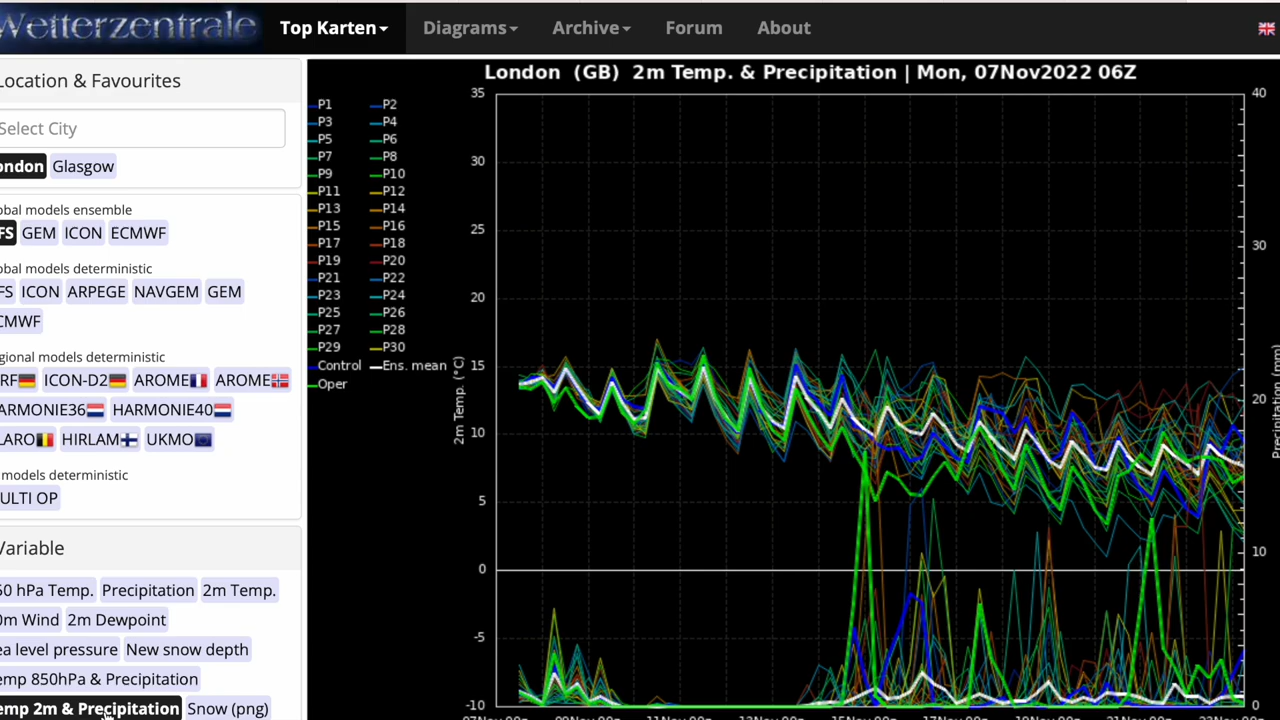 Wetterzentrale Top Karten Diagrams Archive Forum About
Location & Favourites
Select City
ondon Glasgow
obal models ensemble
FS GEM ICON ECMWF
obal models deterministic
FS ICON ARPEGE NAVGEM GEM
CMWF
gional models deterministic
RF ICON-D2 AROME AROME
ARMONIE36 HARMONIE40
LARO HIRLAM UKMO
models deterministic
ULTI OP
Variable
50 hPa Temp. Precipitation 2m Temp.
0m Wind 2m Dewpoint
ea level pressure New snow depth
emp 850hPa & Precipitation
emp 2m & Precipitation Snow (png)
London (GB) 2m Temp. & Precipitation | Mon, 07Nov2022 06Z
P1 P2
P3 P4
P5 P6
P7 P8
P9 P10
P11 P12
P13 P14
P15 P16
P17 P18
P19 P20
P21 P22
P23 P24
P25 P26
P27 P28
P29 P30
Control Ens. mean
Oper
2m Temp. (°C)
35
30
25
20
15
10
5
0
-5
-10
40
30
20
10
0
Precipitation (mm)